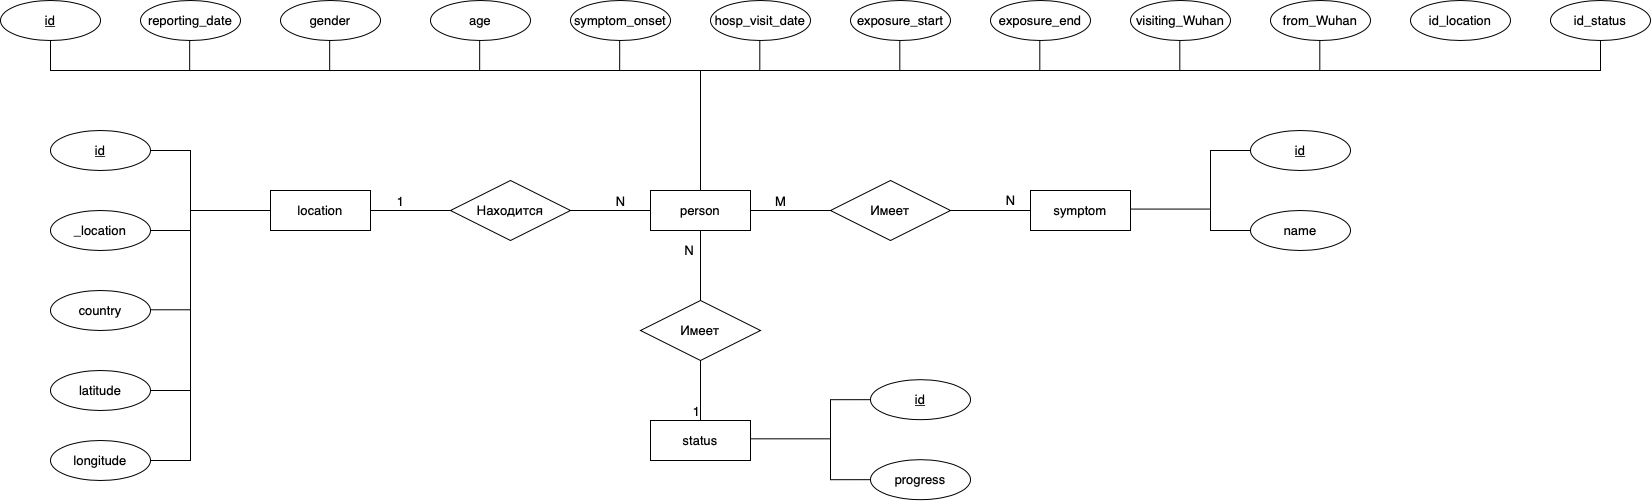 id
reporting_date
gender
age
symptom_onset
hosp_visit_date
exposure_start
exposure_end
visiting_Wuhan
from_Wuhan
id_location
id_status
id
_location
country
latitude
longitude
location
1
Находится
N
person
M
Имеет
N
symptom
id
name
N
Имеет
1
status
id
progress